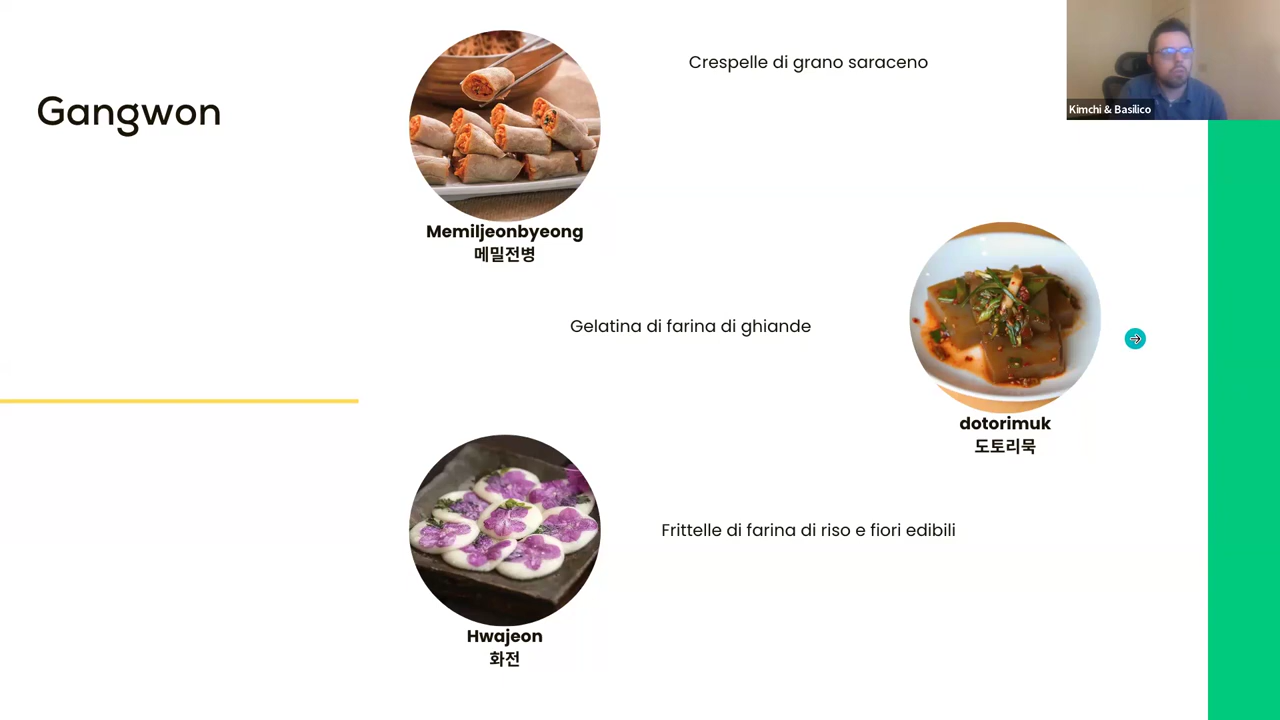 Gangwon
Crespelle di grano saraceno
Kimchi & Basilico
Memiljeonbyeong
메밀전병
Gelatina di farina di ghiande
dotorimuk
도토리묵
Frittelle di farina di riso e fiori edibili
Hwajeon
화전